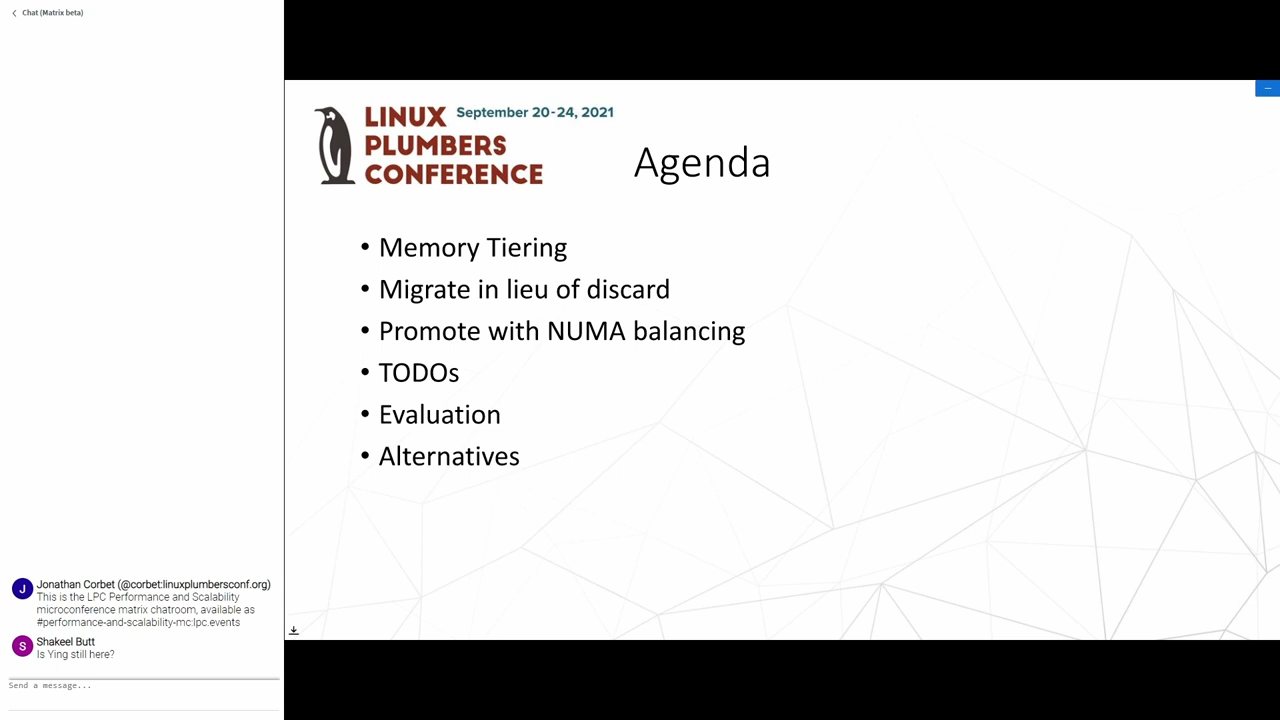 Chat (Matrix beta)
Jonathan Corbet (@corbet:linuxplumbersconf.org)
This is the LPC Performance and Scalability
microconference matrix chatroom, available as
#performance-and-scalability-mc:lpc.events
Shakeel Butt
Is Ying still here?
Send a message...
J
S
LINUX September 20-24, 2021
PLUMBERS
CONFERENCE
Agenda
• Memory Tiering
• Migrate in lieu of discard
• Promote with NUMA balancing
• TODOs
• Evaluation
• Alternatives